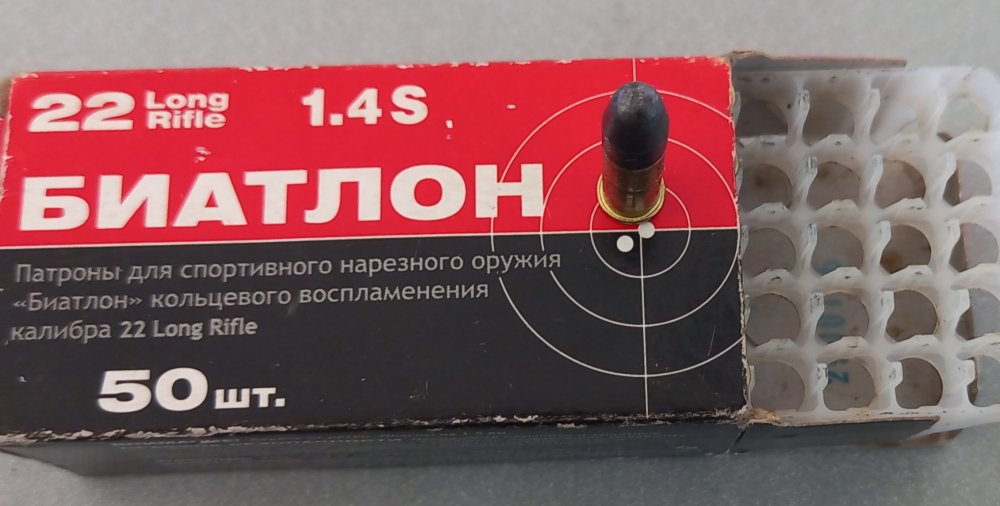 22 Long Rifle 1.4S
БИАТЛОН
Патроны для спортивного нарезного оружия
«Биатлон» кольцевого воспламенения
калибра 22 Long Rifle
50 шт.